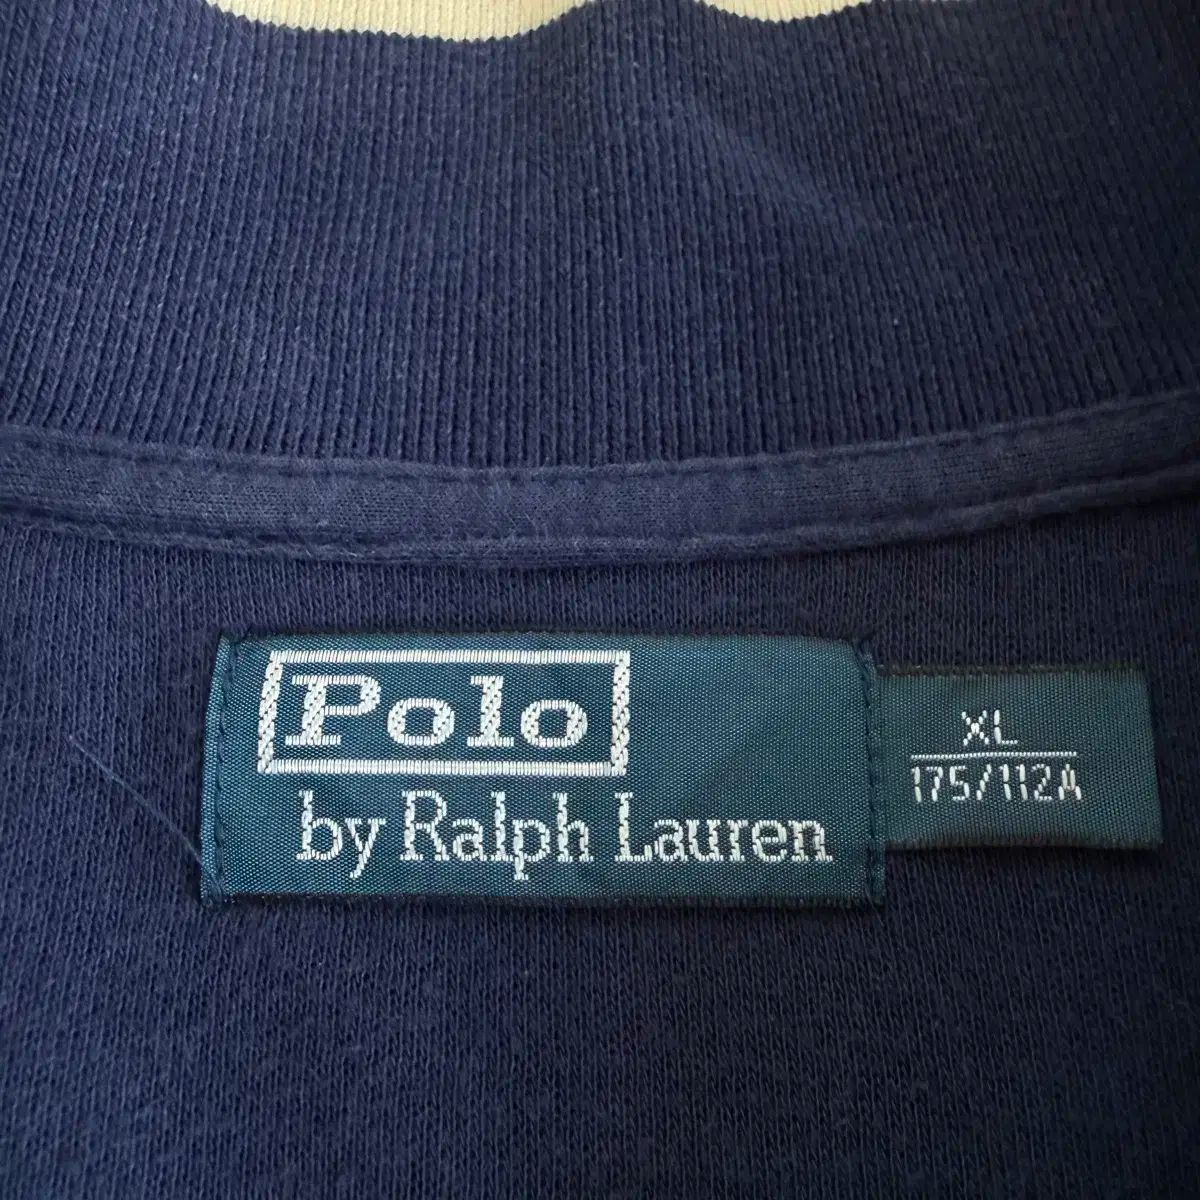 Polo
by Ralph Lauren
XL
175/112A